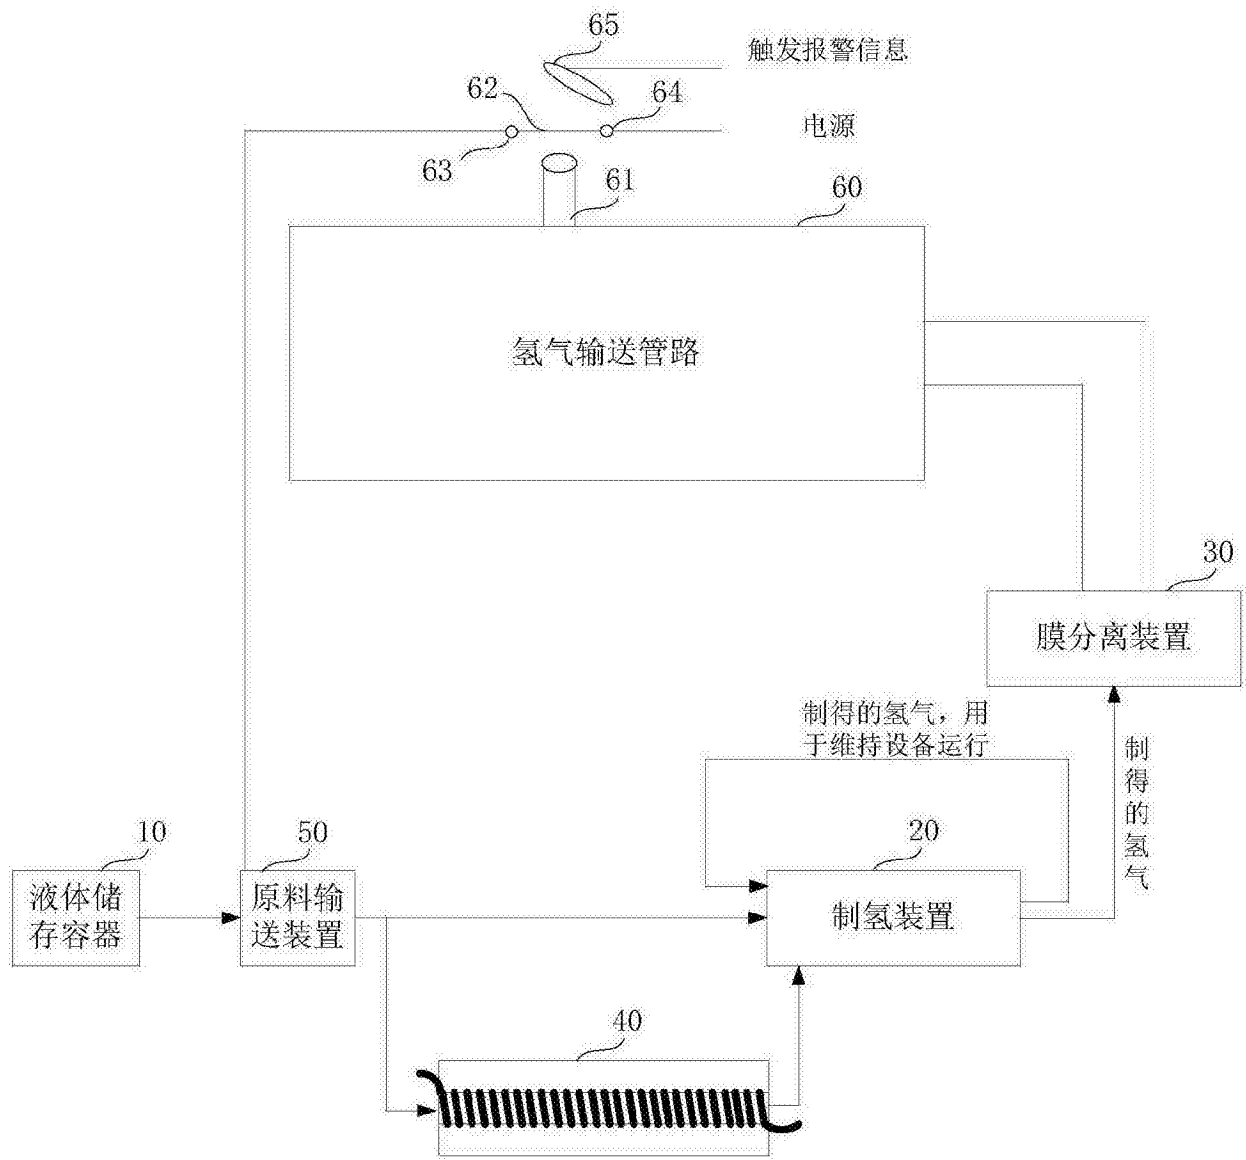 65
触发报警信息
62
64
电源
63
61
60
氢气输送管路
30
膜分离装置
制得的氢气，用
于维持设备运行
制得的氢气
10
50
20
液体储
存容器
原料输
送装置
制氢装置
40